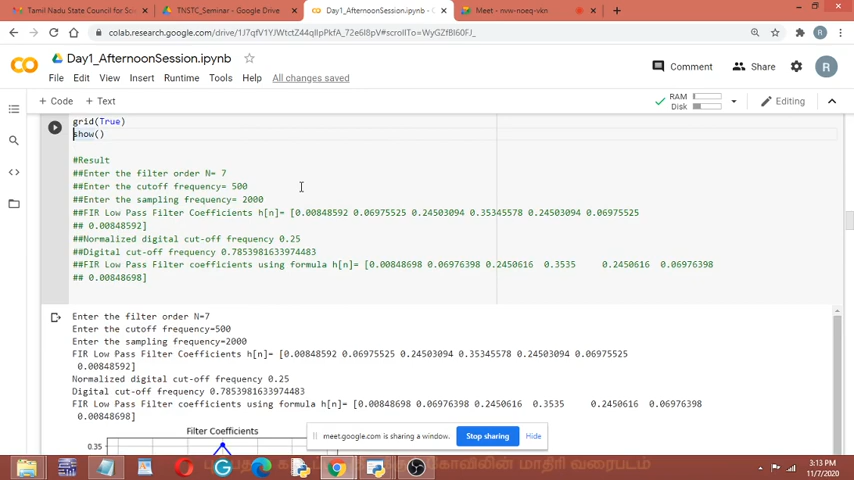 Tamil Nadu State Council for Scien
TNSTC_Seminar - Google Drive
Day1_AfternoonSession.ipynb - C
Meet - nvw-noeq-vkn
Day1_AfternoonSession.ipynb
Comment
Share
R
File Edit View Insert Runtime Tools Help All changes saved
+ Code + Text
RAM
Disk
Editing
grid(True)
show()
#Result
##Enter the filter order N= 7
##Enter the cutoff frequency= 500
##Enter the sampling frequency= 2000
##FIR Low Pass Filter Coefficients h[n]= [0.00848592 0.06975525 0.24503094 0.35345578 0.24503094 0.06975525
## 0.00848592]
##Normalized digital cut-off frequency 0.25
##Digital cut-off frequency 0.7853981633974483
##FIR Low Pass Filter coefficients using formula h[n]= [0.00848698 0.06976398 0.2450616 0.3535 0.2450616 0.06976398
## 0.00848698]
Enter the filter order N=7
Enter the cutoff frequency=500
Enter the sampling frequency=2000
FIR Low Pass Filter Coefficients h[n]= [0.00848592 0.06975525 0.24503094 0.35345578 0.24503094 0.06975525
0.00848592]
Normalized digital cut-off frequency 0.25
Digital cut-off frequency 0.7853981633974483
FIR Low Pass Filter coefficients using formula h[n]= [0.00848698 0.06976398 0.2450616 0.3535 0.2450616 0.06976398
0.00848698]
Filter Coefficients
0.35
meet.google.com is sharing a window.
Stop sharing
Hide
கோவிலின் மாதிரி வரைபடம்
3:13 PM
11/7/2020